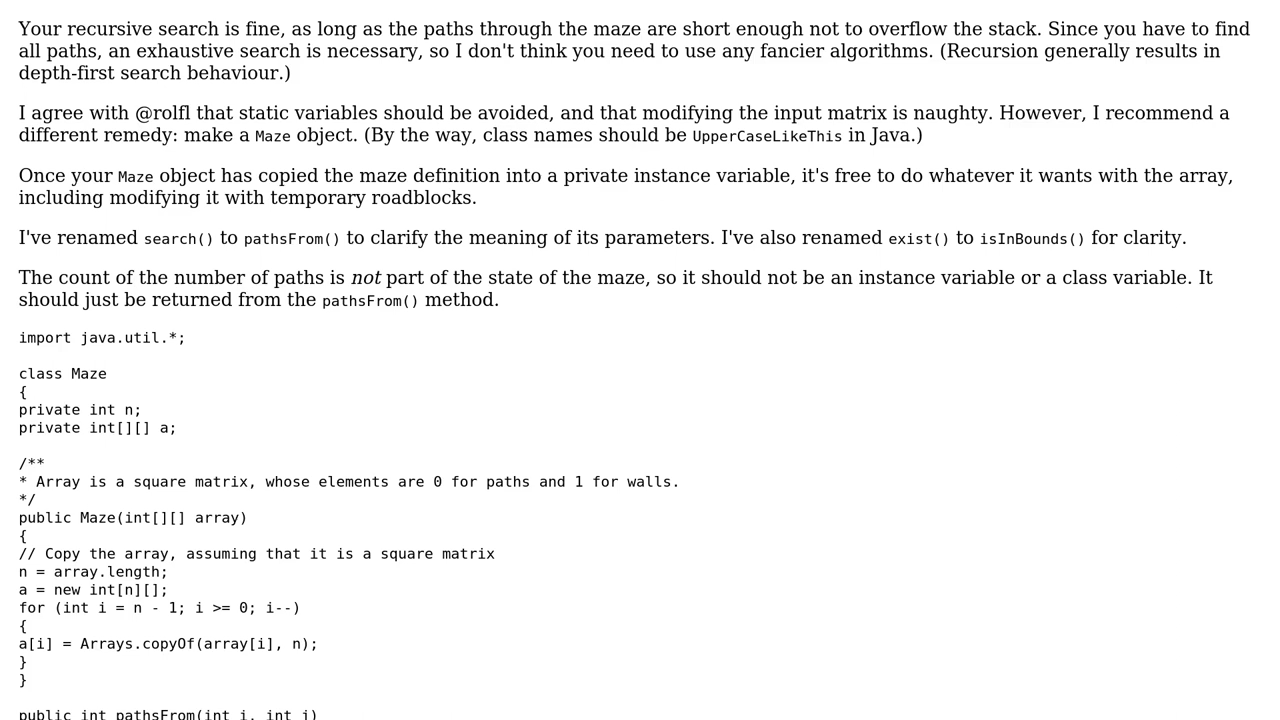 Your recursive search is fine, as long as the paths through the maze are short enough not to overflow the stack. Since you have to find
all paths, an exhaustive search is necessary, so I don't think you need to use any fancier algorithms. (Recursion generally results in
depth-first search behaviour.)
I agree with @rolfl that static variables should be avoided, and that modifying the input matrix is naughty. However, I recommend a
different remedy: make a Maze object. (By the way, class names should be UpperCaseLikeThis in Java.)
Once your Maze object has copied the maze definition into a private instance variable, it's free to do whatever it wants with the array,
including modifying it with temporary roadblocks.
I've renamed search() to pathsFrom() to clarify the meaning of its parameters. I've also renamed exist() to isInBounds() for clarity.
The count of the number of paths is not part of the state of the maze, so it should not be an instance variable or a class variable. It
should just be returned from the pathsFrom() method.
import java.util.*;
class Maze
{
private int n;
private int[][] a;
/**
* Array is a square matrix, whose elements are 0 for paths and 1 for walls.
*/
public Maze(int[][] array)
{
// Copy the array, assuming that it is a square matrix
n = array.length;
a = new int[n][];
for (int i = n - 1; i >= 0; i--)
{
a[i] = Arrays.copyOf(array[i], n);
}
}
public int pathsFrom(int i, int j)